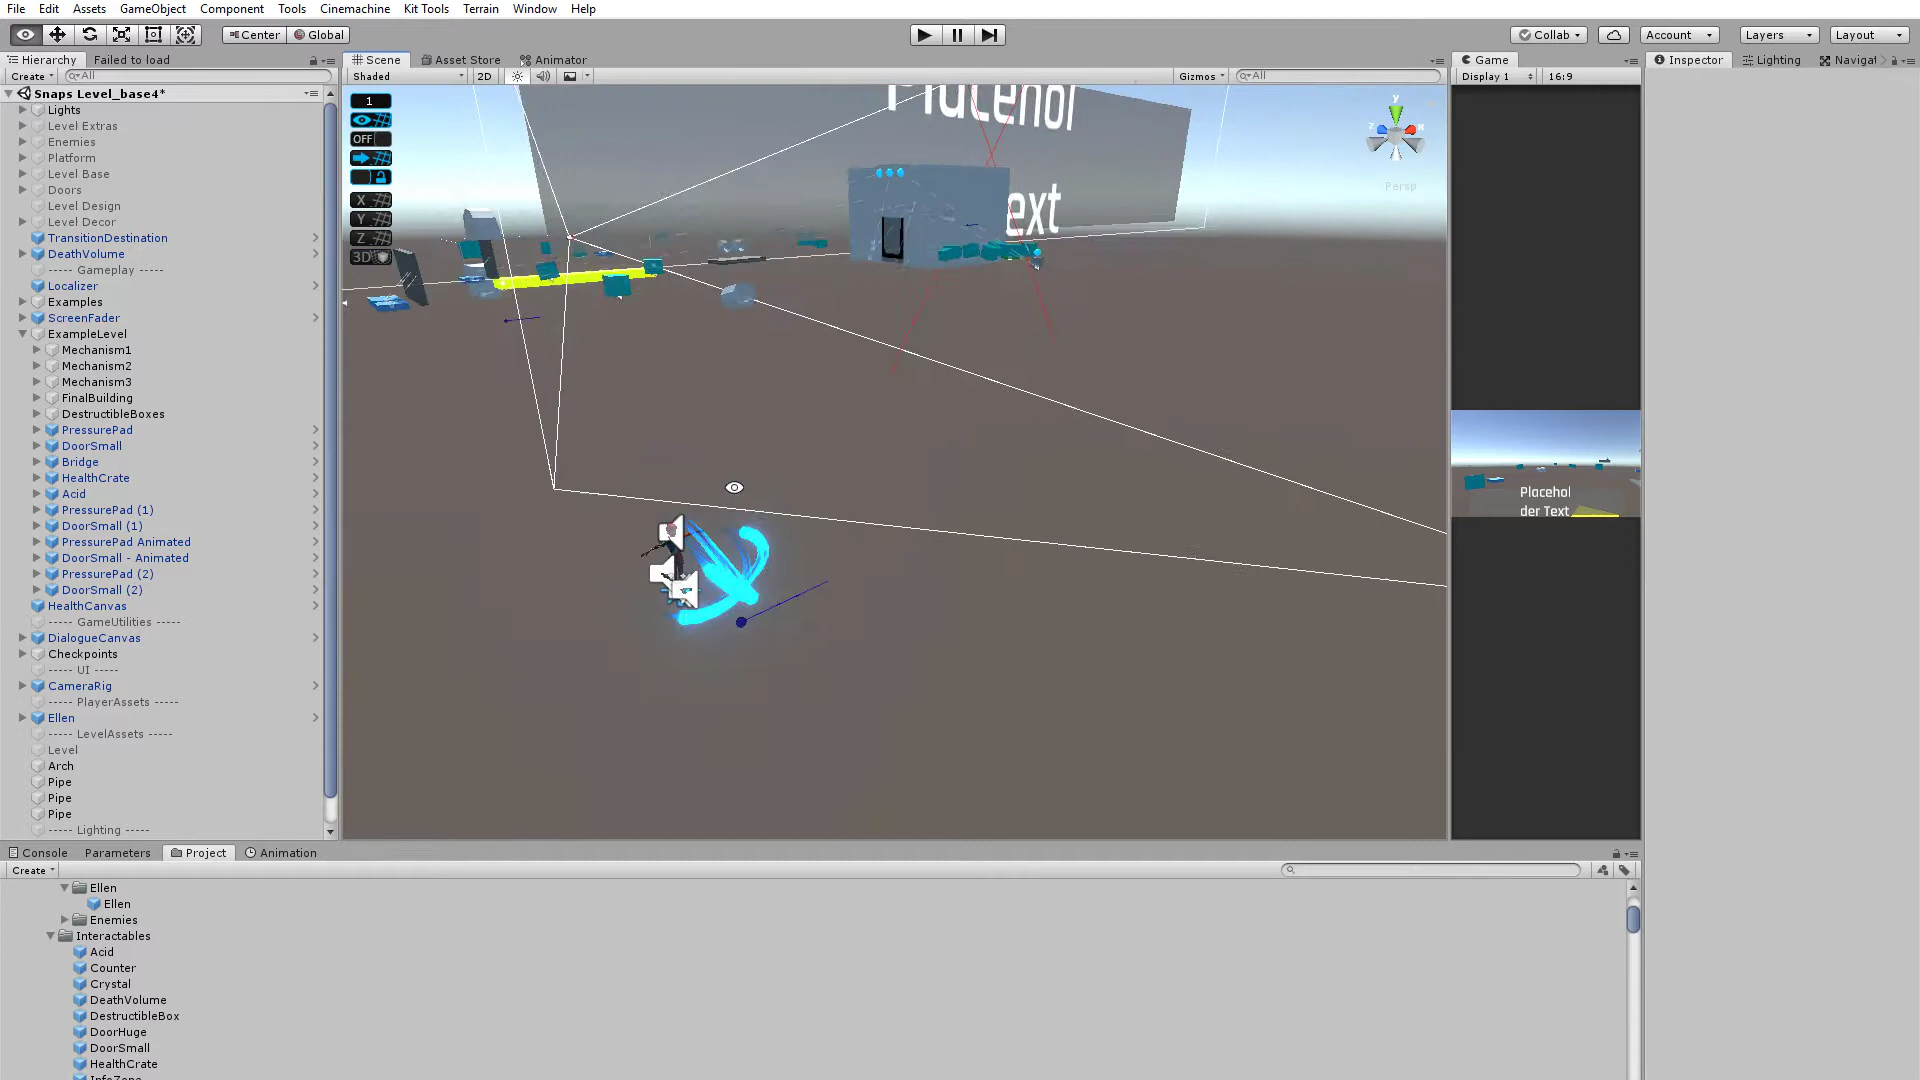 File Edit Assets GameObject Component Tools Cinemachine Kit Tools Terrain Window Help
Center Global Collab Account Layers Layout
Hierarchy Failed to load Scene Asset Store Animator Game Inspector Lighting Navigat
Create All Shaded 2D Gizmos All Display 1 16:9
Snaps Level_base4*
Lights
Level Extras
Enemies
Platform
Level Base
Doors
Level Design
Level Decor
TransitionDestination
DeathVolume
----- Gameplay -----
Localizer
Examples
ScreenFader
ExampleLevel
Mechanism1
Mechanism2
Mechanism3
FinalBuilding
DestructibleBoxes
PressurePad
DoorSmall
Bridge
HealthCrate
Acid
PressurePad (1)
DoorSmall (1)
PressurePad Animated
DoorSmall - Animated
PressurePad (2)
DoorSmall (2)
HealthCanvas
----- GameUtilities -----
DialogueCanvas
Checkpoints
----- UI -----
CameraRig
----- PlayerAssets -----
Ellen
----- LevelAssets -----
Level
Arch
Pipe
Pipe
Pipe
----- Lighting -----
1
OFF
X
Y
Z
3D
Placehol
ext
y
x
z
Persp
Placehol
der Text
Console Parameters Project Animation
Create
Ellen
Ellen
Enemies
Interactables
Acid
Counter
Crystal
DeathVolume
DestructibleBox
DoorHuge
DoorSmall
HealthCrate
InfoZone